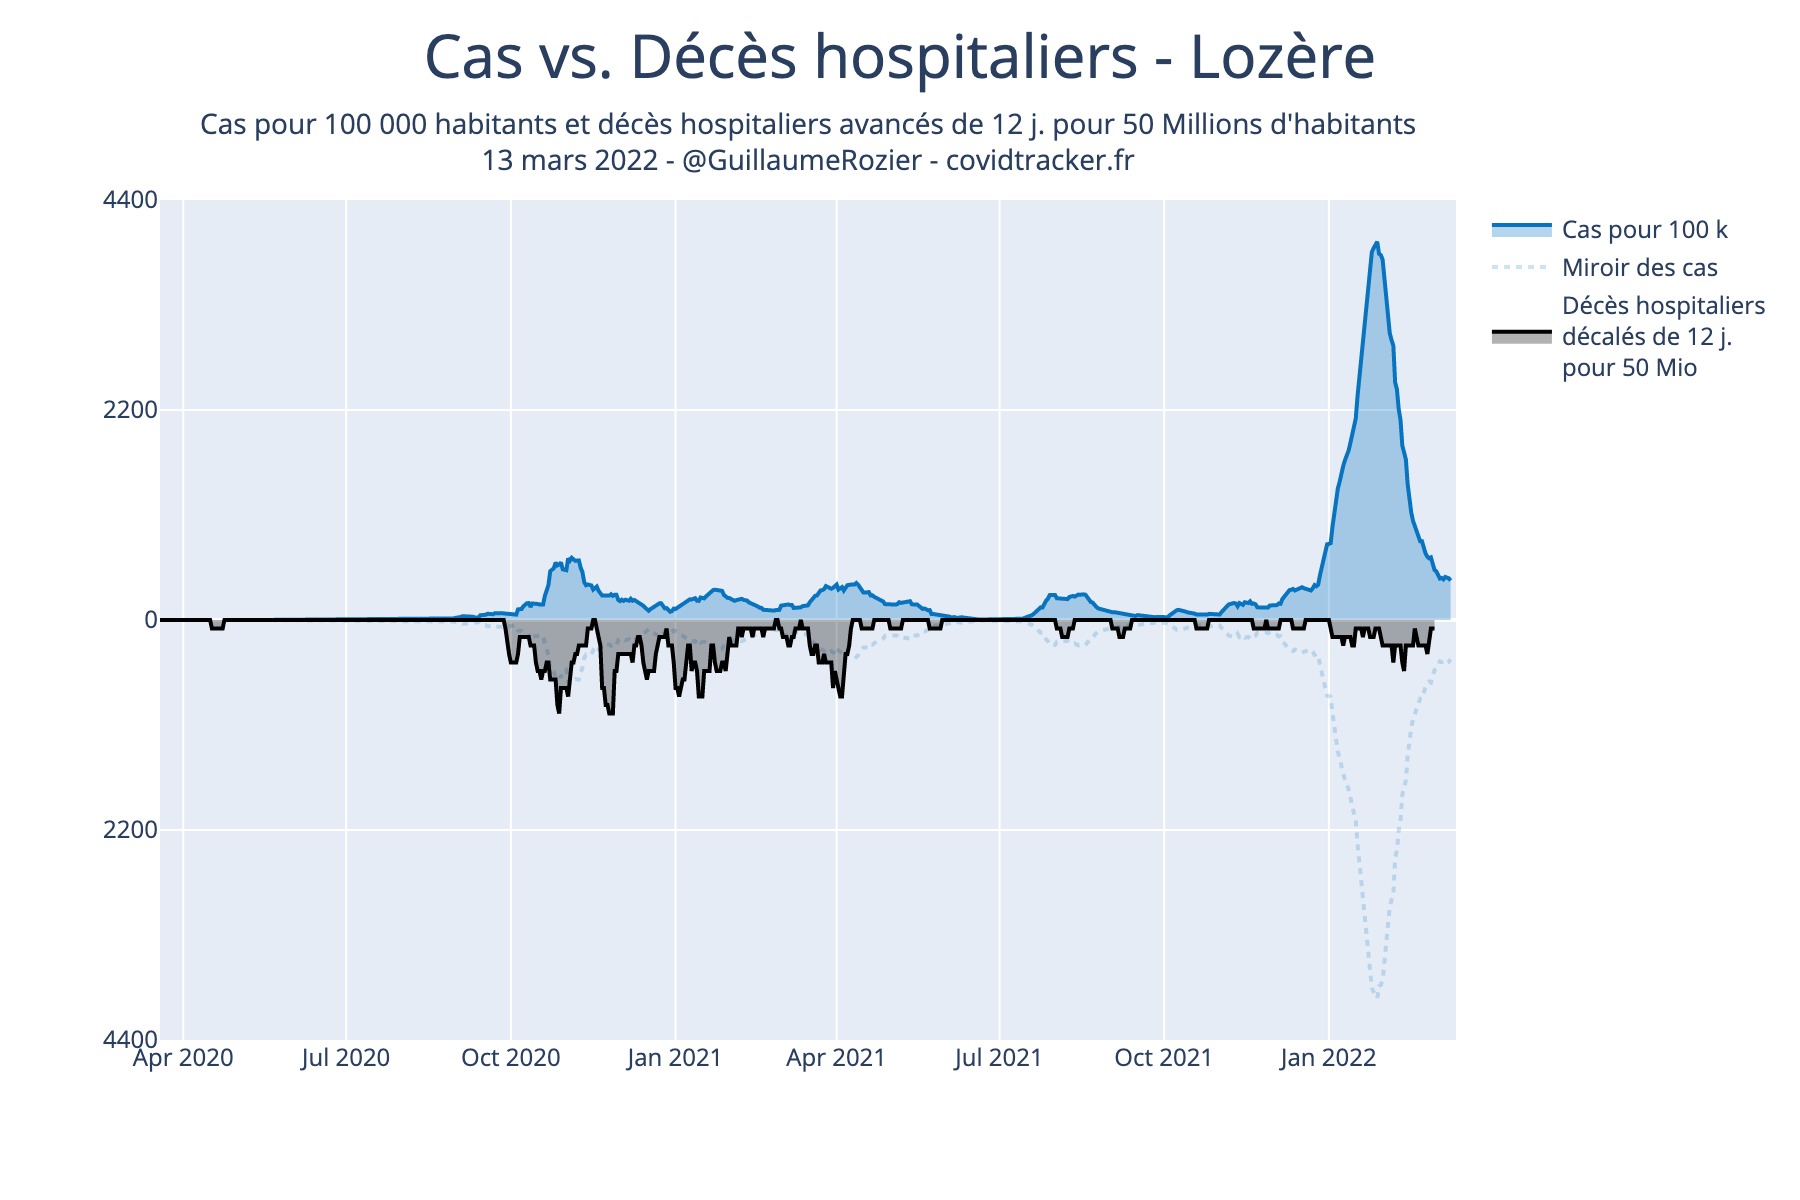 Cas vs. Décès hospitaliers - Lozère
Cas pour 100 000 habitants et décès hospitaliers avancés de 12 j. pour 50 Millions d'habitants
13 mars 2022 - @GuillaumeRozier - covidtracker.fr
4400
2200
0
2200
4400
Apr 2020
Jul 2020
Oct 2020
Jan 2021
Apr 2021
Jul 2021
Oct 2021
Jan 2022
Cas pour 100 k
Miroir des cas
Décès hospitaliers
décalés de 12 j.
pour 50 Mio